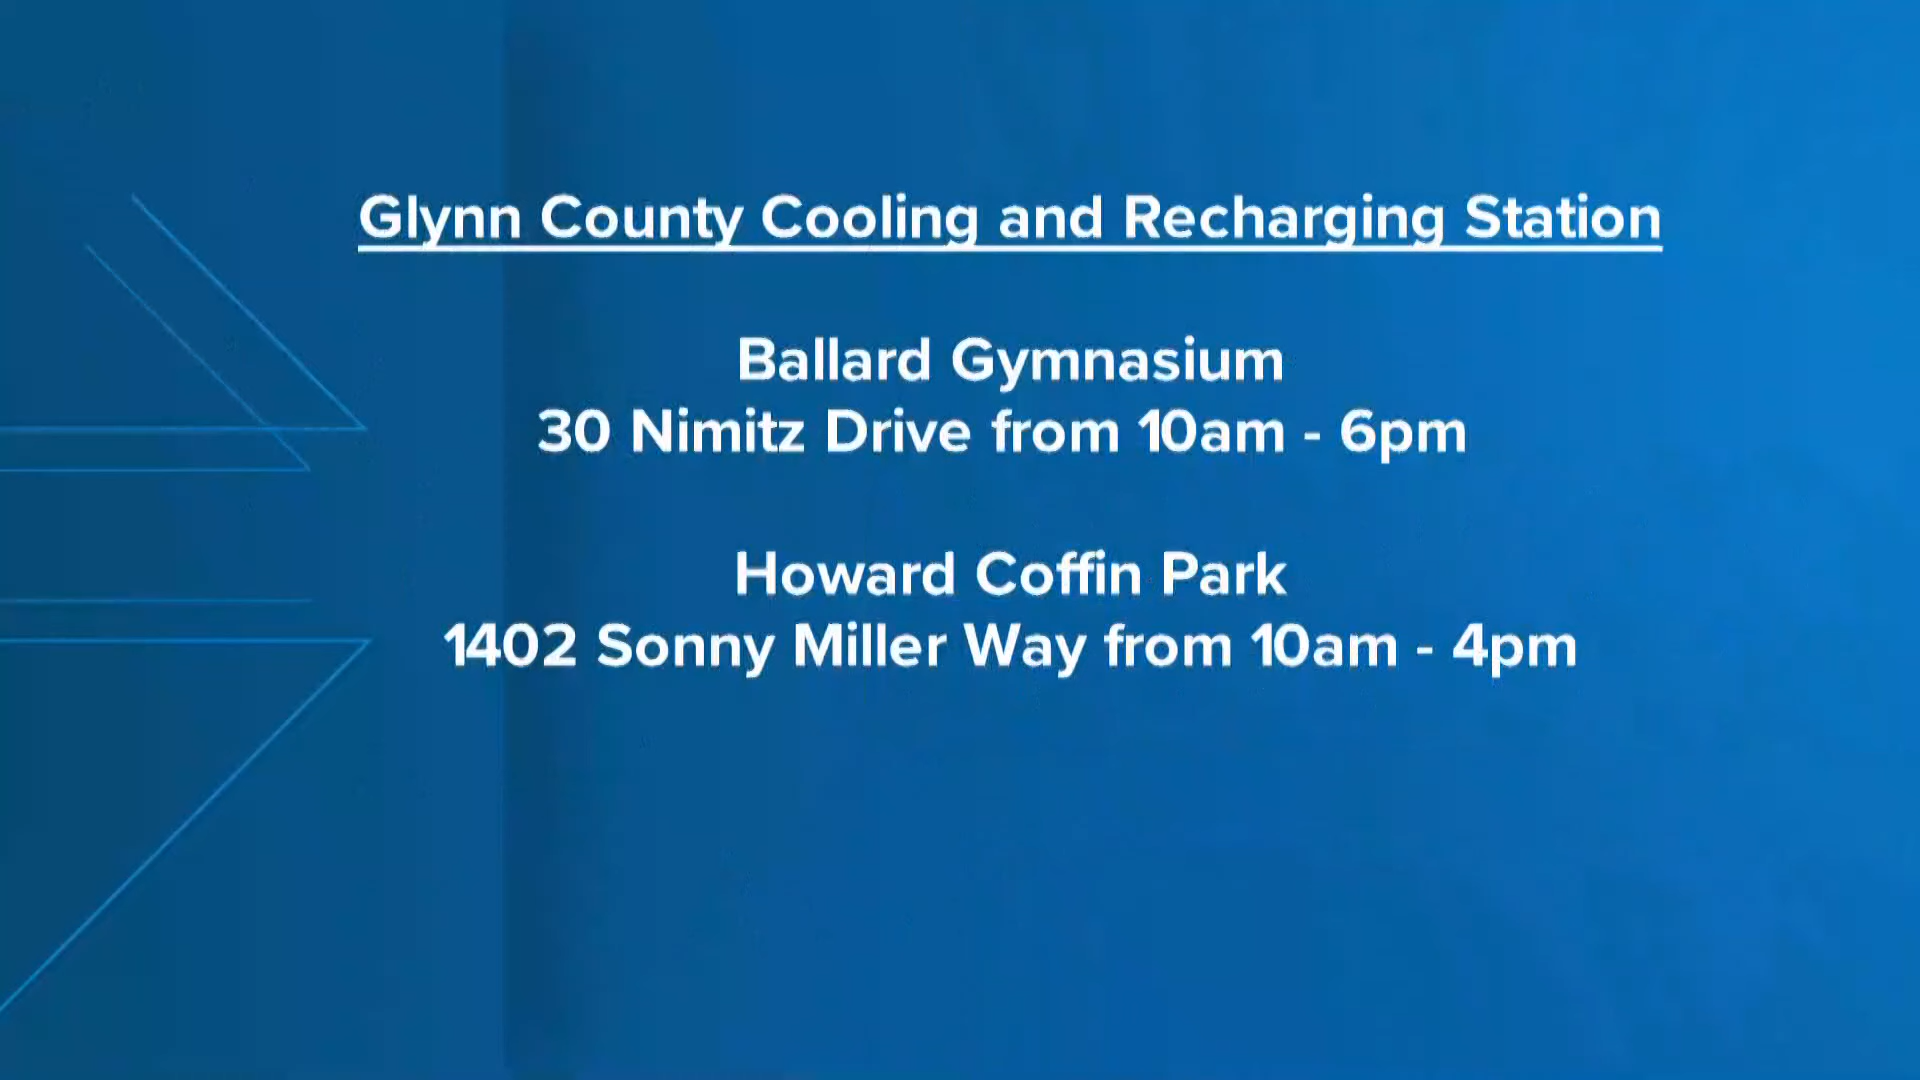 Glynn County Cooling and Recharging Station
Ballard Gymnasium
30 Nimitz Drive from 10am - 6pm
Howard Coffin Park
1402 Sonny Miller Way from 10am - 4pm